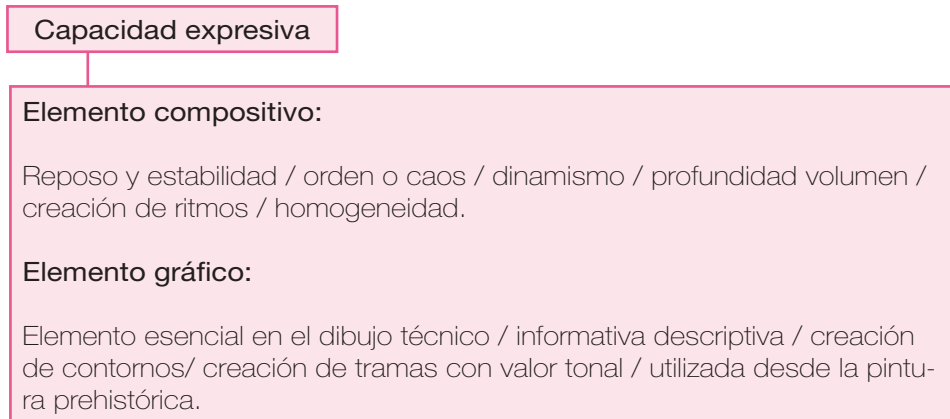 Capacidad expresiva
Elemento compositivo:
Reposo y estabilidad / orden o caos / dinamismo / profundidad volumen /
creación de ritmos / homogeneidad.
Elemento gráfico:
Elemento esencial en el dibujo técnico / informativa descriptiva / creación
de contornos/ creación de tramas con valor tonal / utilizada desde la pintu-
ra prehistórica.